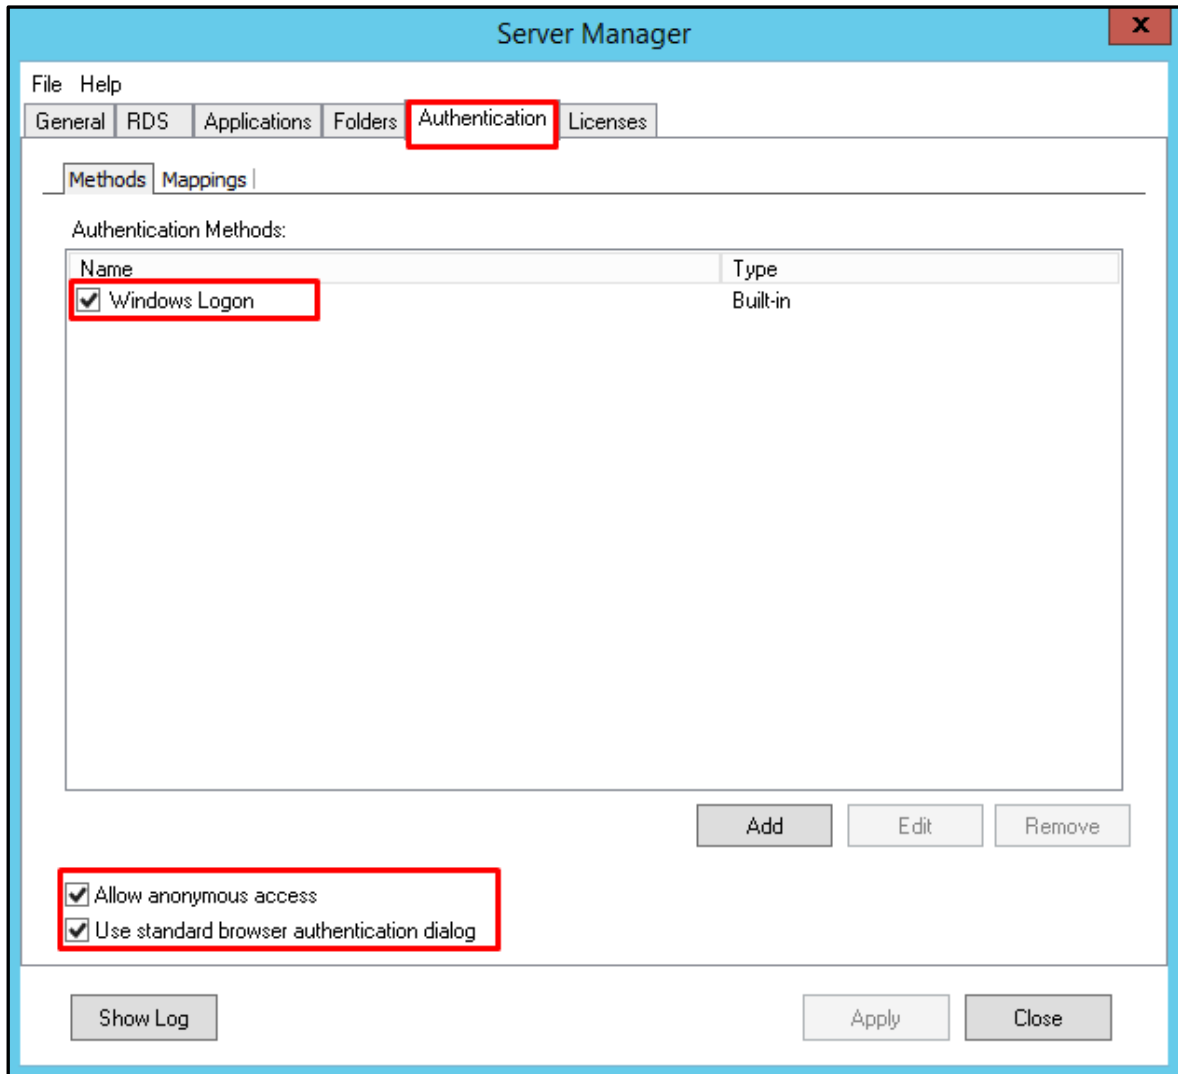 Server Manager
x
File Help
General RDS Applications Folders Authentication Licenses
Methods Mappings
Authentication Methods:
Name Type
Windows Logon Built-in
Add Edit Remove
Allow anonymous access
Use standard browser authentication dialog
Show Log Apply Close